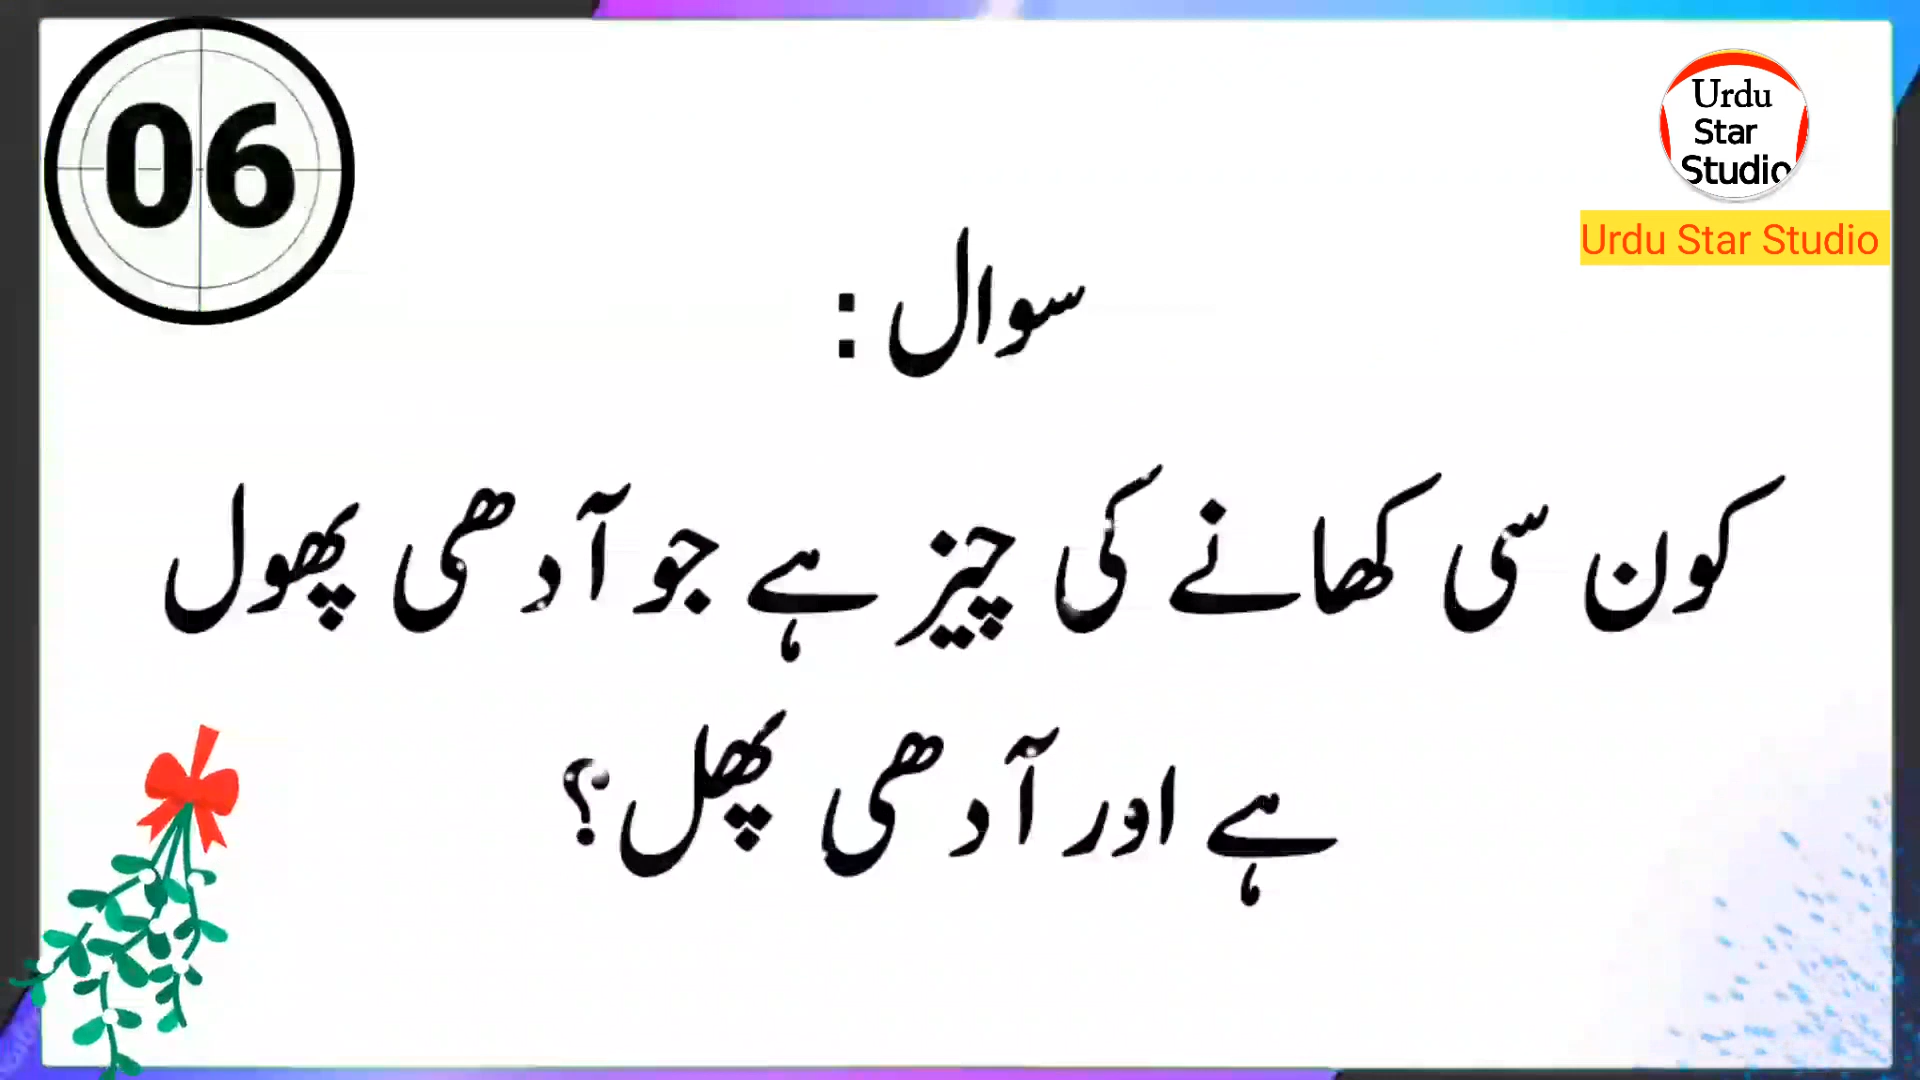 06
Urdu
Star
Studio
Urdu Star Studio
سوال :
کون سی کھانے کی چیز ہے جو آدھی پھول
ہے اور آدھی پھل؟